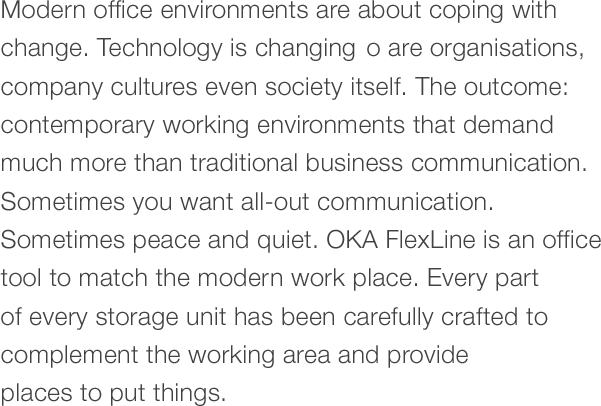 Modern office environments are about coping with
change. Technology is changing o are organisations,
company cultures even society itself. The outcome:
contemporary working environments that demand
much more than traditional business communication.
Sometimes you want all-out communication.
Sometimes peace and quiet. OKA FlexLine is an office
tool to match the modern work place. Every part
of every storage unit has been carefully crafted to
complement the working area and provide
places to put things.